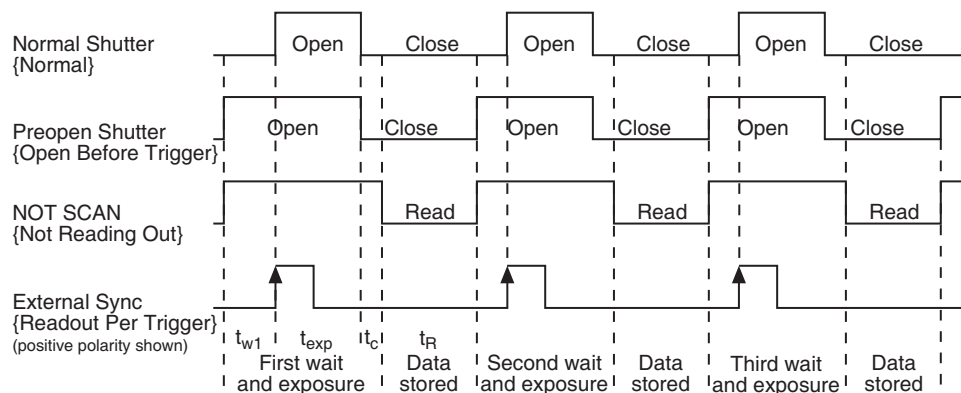 Normal Shutter
{Normal}
Open Close Open Close Open Close
Preopen Shutter
{Open Before Trigger}
Open Close Open Close Open Close
NOT SCAN
{Not Reading Out}
Read Read Read
External Sync
{Readout Per Trigger}
(positive polarity shown)
tw1 texp tc tR
First wait and exposure
Data stored
Second wait and exposure
Data stored
Third wait and exposure
Data stored